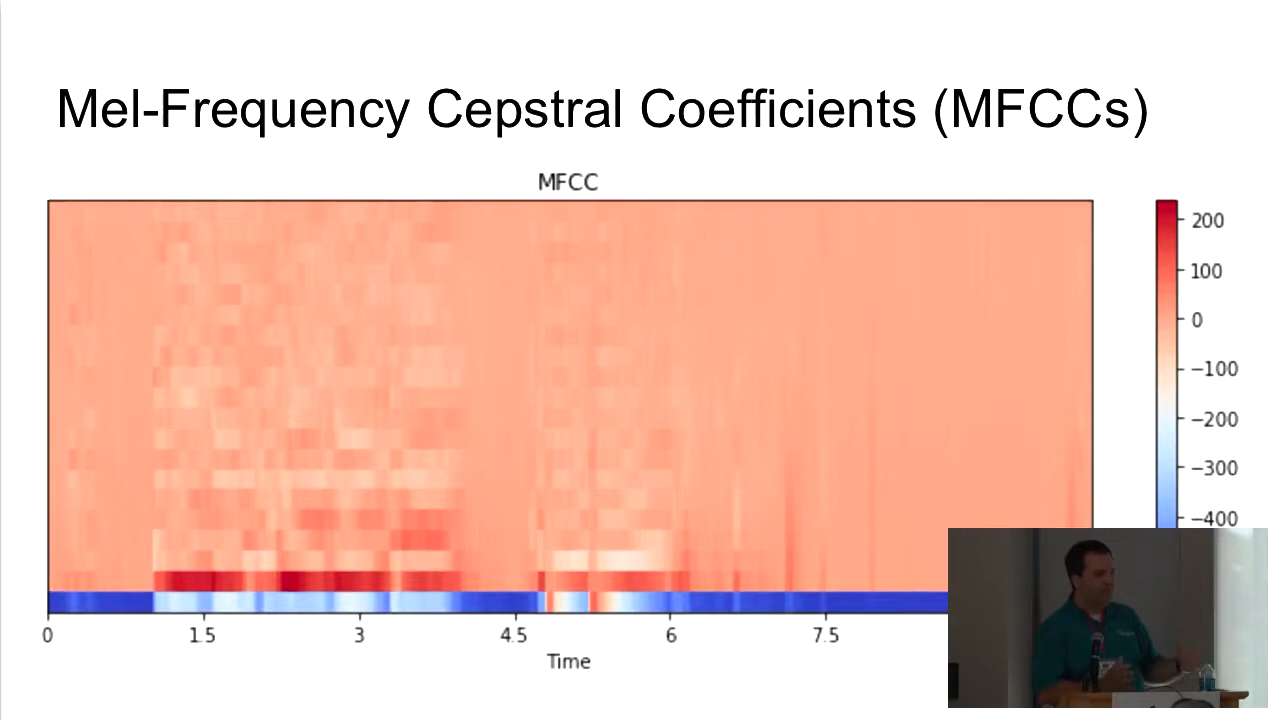 Mel-Frequency Cepstral Coefficients (MFCCs)
MFCC
200
100
0
−100
−200
−300
−400
0 1.5 3 4.5 6 7.5
Time